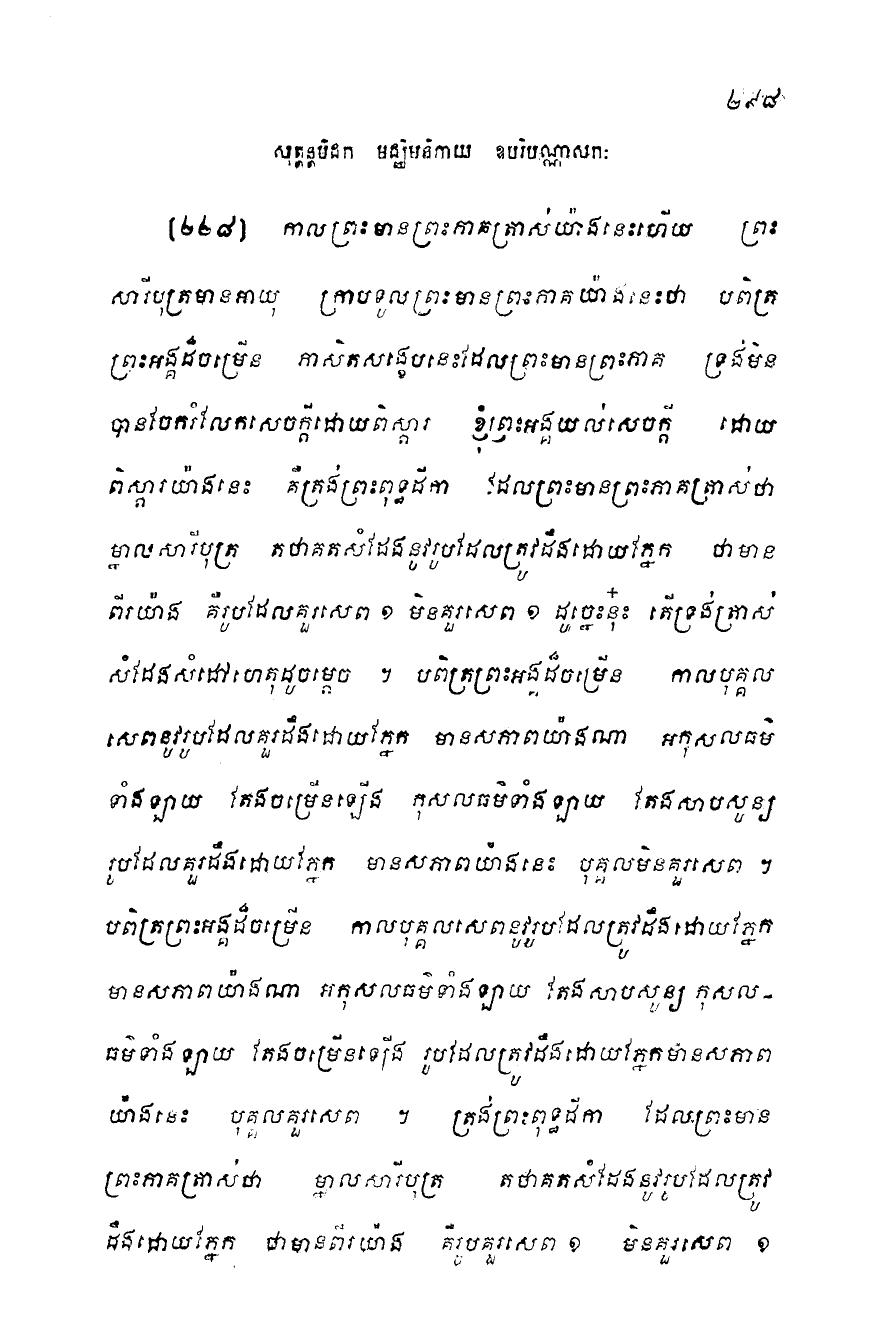 ២៩៨
សុត្តន្តបិដក មជ្ឈិមនិកាយ ឧបរិបណ្ណាសកៈ
[២២៨] កាលព្រះមានព្រះភាគត្រាស់យ៉ាងនេះហើយ ព្រះ
សារីបុត្រមានអាយុ ក្រាបទូលព្រះមានព្រះភាគយ៉ាងនេះថា បពិត្រ
ព្រះអង្គដ៏ចម្រើន ភាសិតសង្ខេបនេះដែលព្រះមានព្រះភាគ ទ្រង់មិន
បានចែករំលែកសេចក្តីដោយពិស្តារ ខ្ញុំព្រះអង្គយល់សេចក្តី ដោយ
ពិស្តារយ៉ាងនេះ គឺត្រង់ព្រះពុទ្ធដីកា ដែលព្រះមានព្រះភាគត្រាស់ថា
ម្នាលសារីបុត្រ តថាគតសំដែងនូវរូបដែលត្រូវដឹងដោយភ្នែក ថាមាន
ពីរយ៉ាង គឺរូបដែលគួរសេព ១ មិនគួរសេព ១ ដូច្នេះនុ៎ះ តើទ្រង់ត្រាស់
សំដែងសំដៅហេតុដូចម្តេច ។ បពិត្រព្រះអង្គដ៏ចម្រើន កាលបុគ្គល
សេពនូវរូបដែលគួរដឹងដោយភ្នែក មានសភាពយ៉ាងណា អកុសលធម៌
ទាំងឡាយ តែងចម្រើនឡើង កុសលធម៌ទាំងឡាយ តែងសាបសូន្យ
រូបដែលគួរដឹងដោយភ្នែក មានសភាពយ៉ាងនេះ បុគ្គលមិនគួរសេព ។
បពិត្រព្រះអង្គដ៏ចម្រើន កាលបុគ្គលសេពនូវរូបដែលត្រូវដឹងដោយភ្នែក
មានសភាពយ៉ាងណា អកុសលធម៌ទាំងឡាយ តែងសាបសូន្យ កុសល-
ធម៌ទាំងឡាយ តែងចម្រើនឡើង រូបដែលត្រូវដឹងដោយភ្នែកមានសភាព
យ៉ាងនេះ បុគ្គលគួរសេព ។ ត្រង់ព្រះពុទ្ធដីកា ដែលព្រះមាន
ព្រះភាគត្រាស់ថា ម្នាលសារីបុត្រ តថាគតសំដែងនូវរូបដែលត្រូវ
ដឹងដោយភ្នែក ថាមានពីរយ៉ាង គឺរូបគួរសេព ១ មិនគួរសេព ១